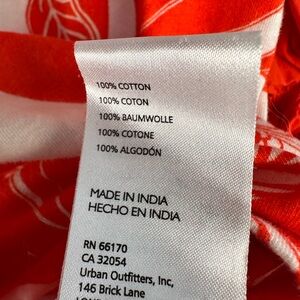 100% COTTON
100% COTON
100% BAUMWOLLE
100% COTONE
100% ALGODÓN
MADE IN INDIA
HECHO EN INDIA
RN 66170
CA 32054
Urban Outfitters, Inc,
146 Brick Lane